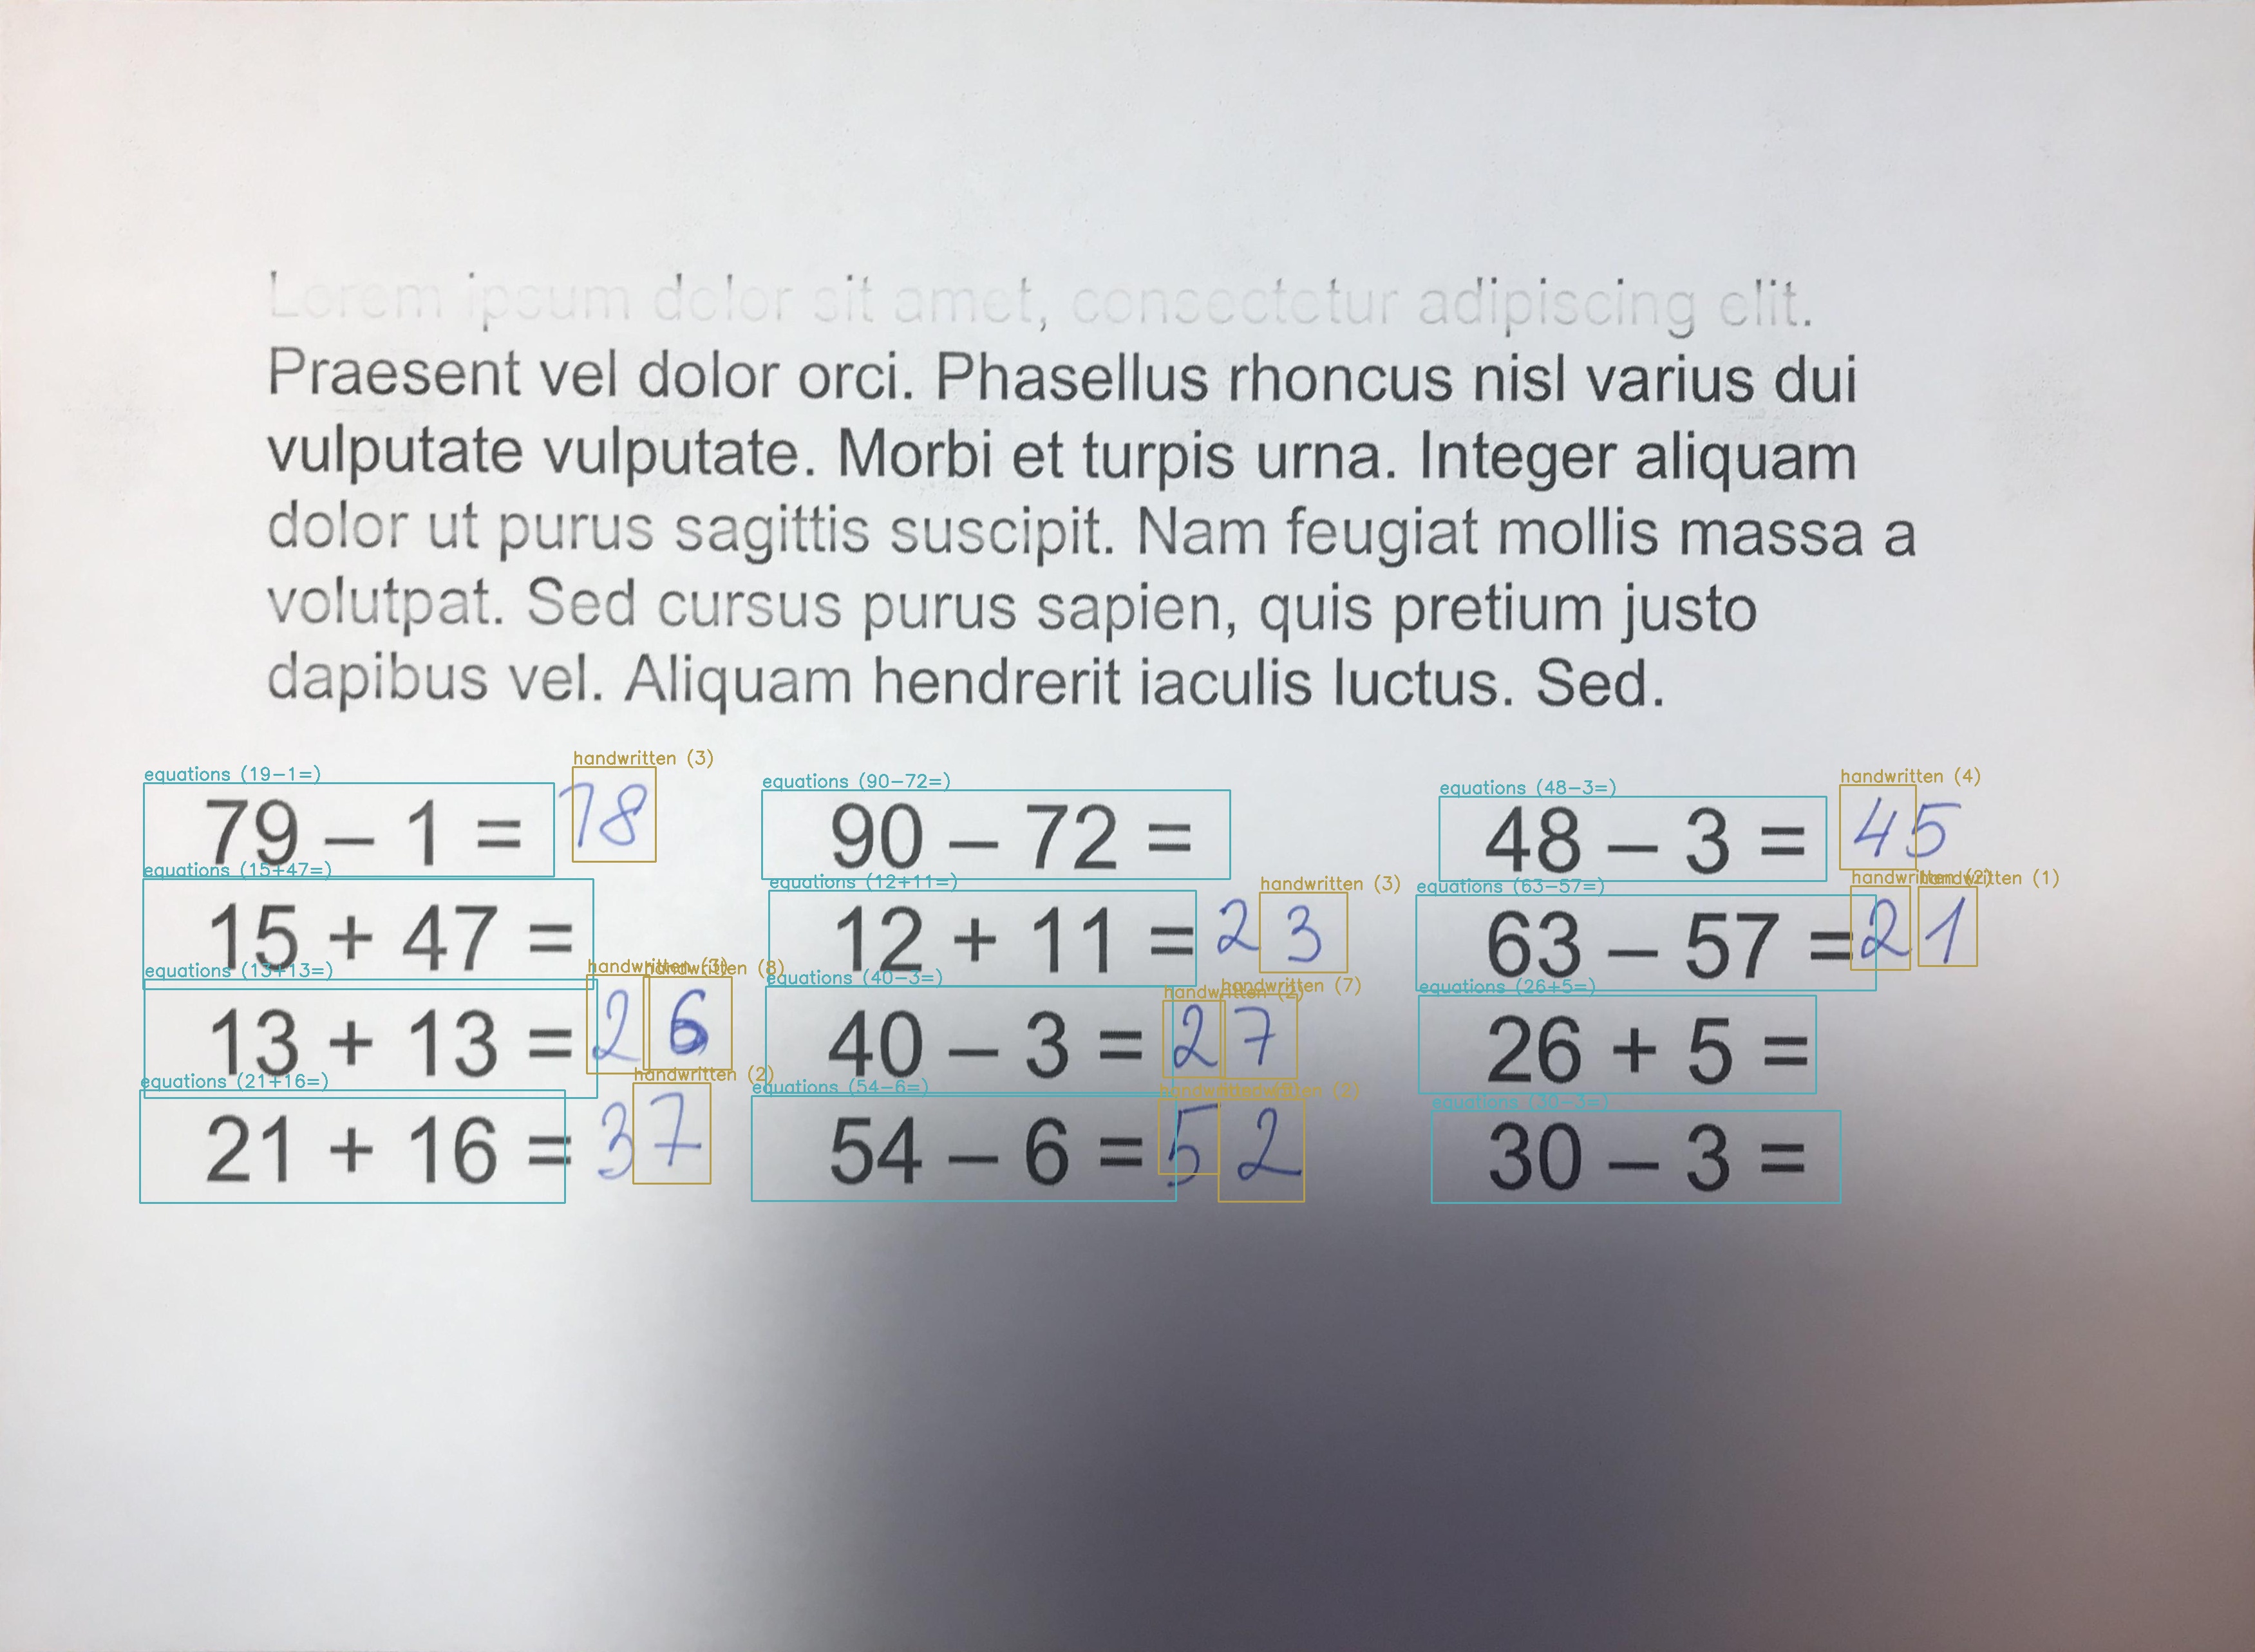 Lorem ipsum dolor sit amet, consectetur adipiscing elit.
Praesent vel dolor orci. Phasellus rhoncus nisl varius dui
vulputate vulputate. Morbi et turpis urna. Integer aliquam
dolor ut purus sagittis suscipit. Nam feugiat mollis massa a
volutpat. Sed cursus purus sapien, quis pretium justo
dapibus vel. Aliquam hendrerit iaculis luctus. Sed.
equations (19-1=) handwritten (3) equations (90-72=) equations (48-3=) handwritten (4)
79 – 1 = 78 90 – 72 = 48 – 3 = 45
equations (15+47=) equations (12+11=) handwritten (3) equations (63-57=) handwritten (2) handwritten (1)
15 + 47 = 12 + 11 = 23 63 – 57 = 21
equations (13+13=) handwritten handwritten (8) equations (40-3=) handwritten (2) handwritten (7) equations (26+5=)
13 + 13 = 26 40 – 3 = 27 26 + 5 =
equations (21+16=) handwritten (2) equations (54-6=) handwritten handwritten (2) equations (30-3=)
21 + 16 = 37 54 – 6 = 52 30 – 3 =